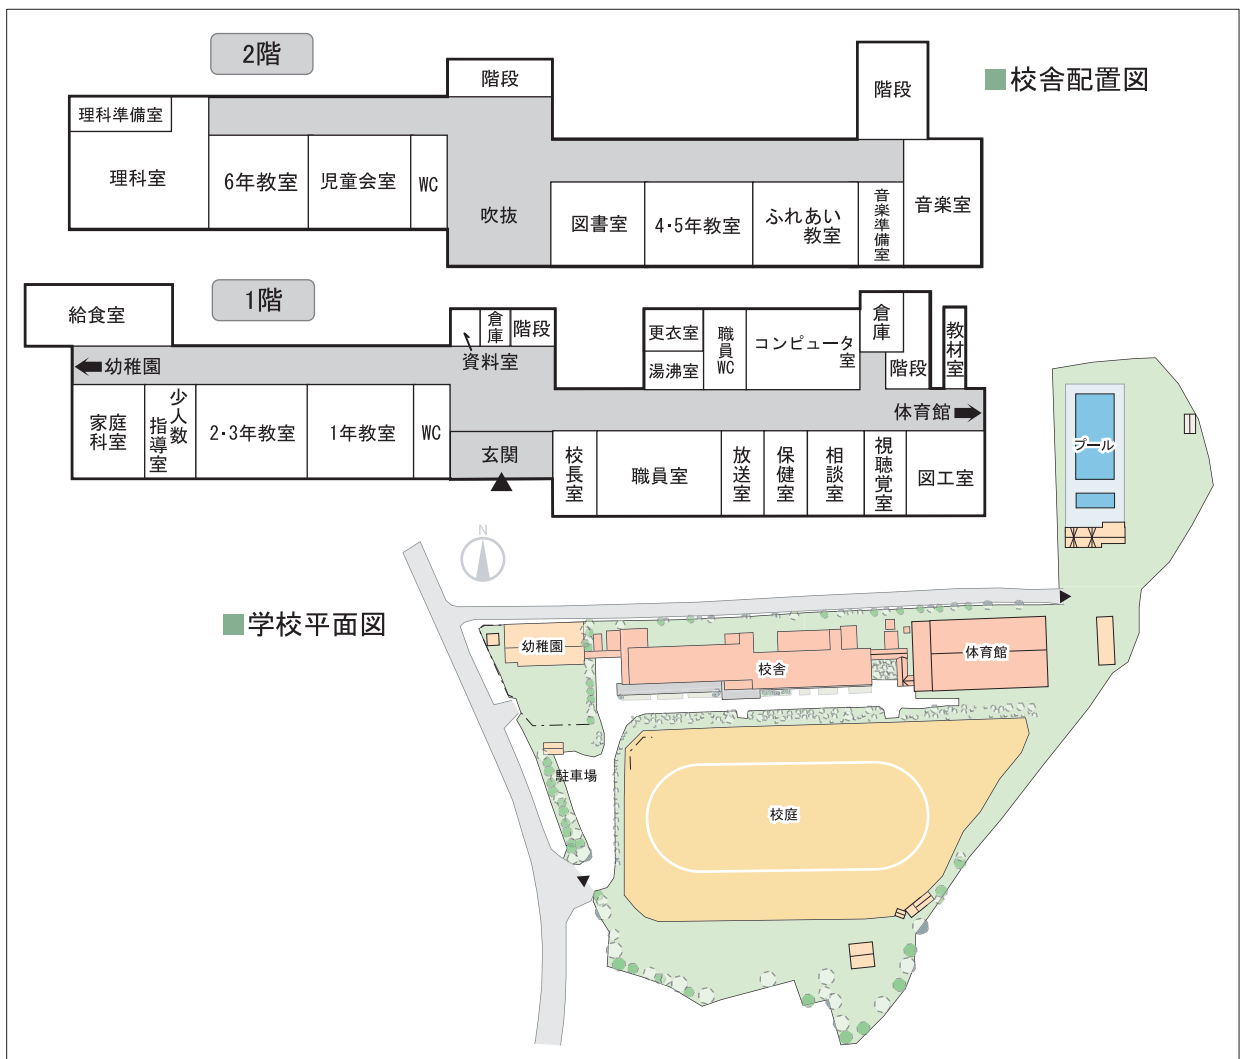 2階
■校舎配置図
階段
階段
理科準備室
理科室
6年教室
児童会室
WC
吹抜
図書室
4・5年教室
ふれあい
教室
音楽準備室
音楽室
1階
給食室
幼稚園
資料室
倉庫
階段
更衣室
湯沸室
職員
WC
コンピュータ
室
倉庫
階段
教材室
体育館
家庭
科室
少人数
指導室
2・3年教室
1年教室
WC
玄関
校長室
職員室
放送室
保健室
相談室
視聴覚室
図工室
プール
N
■学校平面図
幼稚園
校舎
体育館
駐車場
校庭